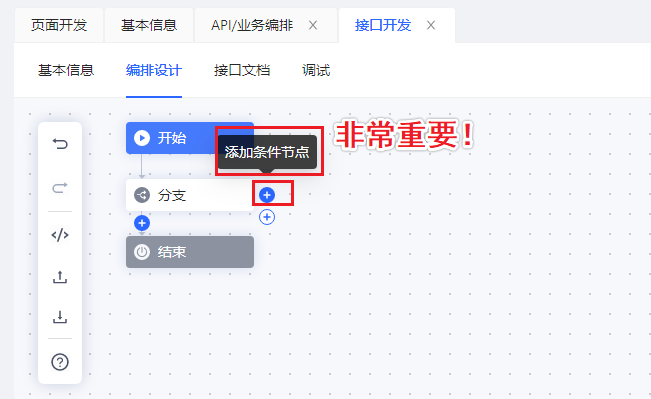 页面开发 基本信息 API/业务编排 接口开发
基本信息 编排设计 接口文档 调试
开始
添加条件节点
非常重要！
分支
结束